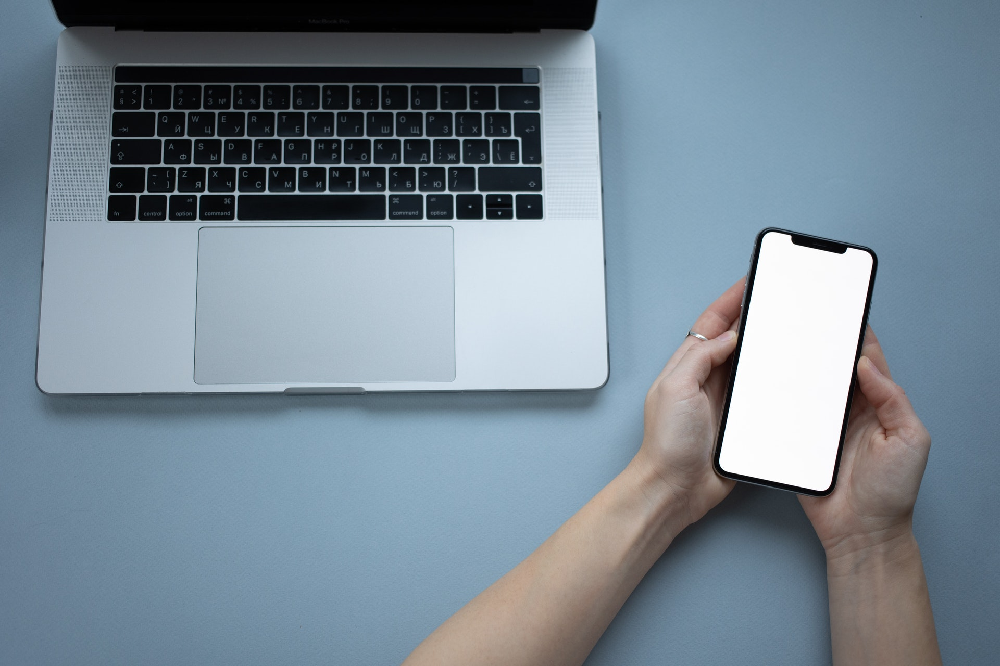 MacBook Pro
± < ! @ # $ % ^ & * ( ) — +
§ > 1 2 " 3 № 4 % 5 : 6 , 7 . 8 ; 9 0 - = ←
Q Й W Ц E У R К T Е Y Н U Г I Ш O Щ P З { [ Х } ] Ъ
A Ф S Ы D В F А G П H ₽ Р J О K Л L Д : ; Ж " ' Э | \ Ё
~ ` [ ] Z Я X Ч C С V М B И N Т M Ь < , Б > . Ю ? /
alt ⌘ ⌘ alt
fn control option command command option